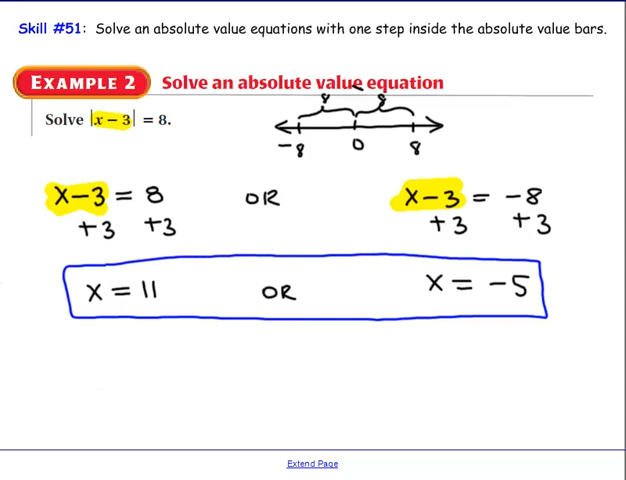 Skill #51: Solve an absolute value equations with one step inside the absolute value bars.
EXAMPLE 2 Solve an absolute value equation
Solve |x − 3| = 8.
8 8
−8 0 8
x−3 = 8 OR x−3 = −8
+3 +3 +3 +3
x = 11 OR x = −5
Extend Page